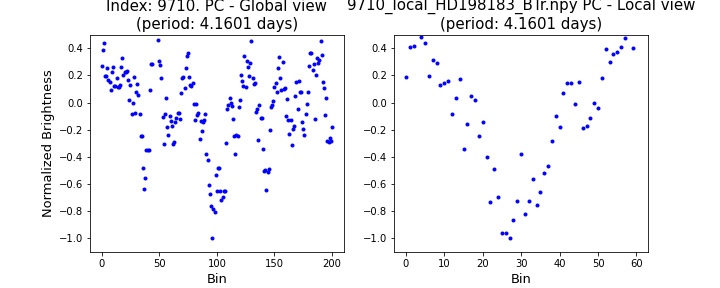 Index: 9710. PC - Global view
(period: 4.1601 days)
9710_local_HD198183_BTr.npy PC - Local view
(period: 4.1601 days)
Normalized Brightness
0.4
0.2
0.0
−0.2
−0.4
−0.6
−0.8
−1.0
0 50 100 150 200
Bin
0.4
0.2
0.0
−0.2
−0.4
−0.6
−0.8
−1.0
0 10 20 30 40 50 60
Bin